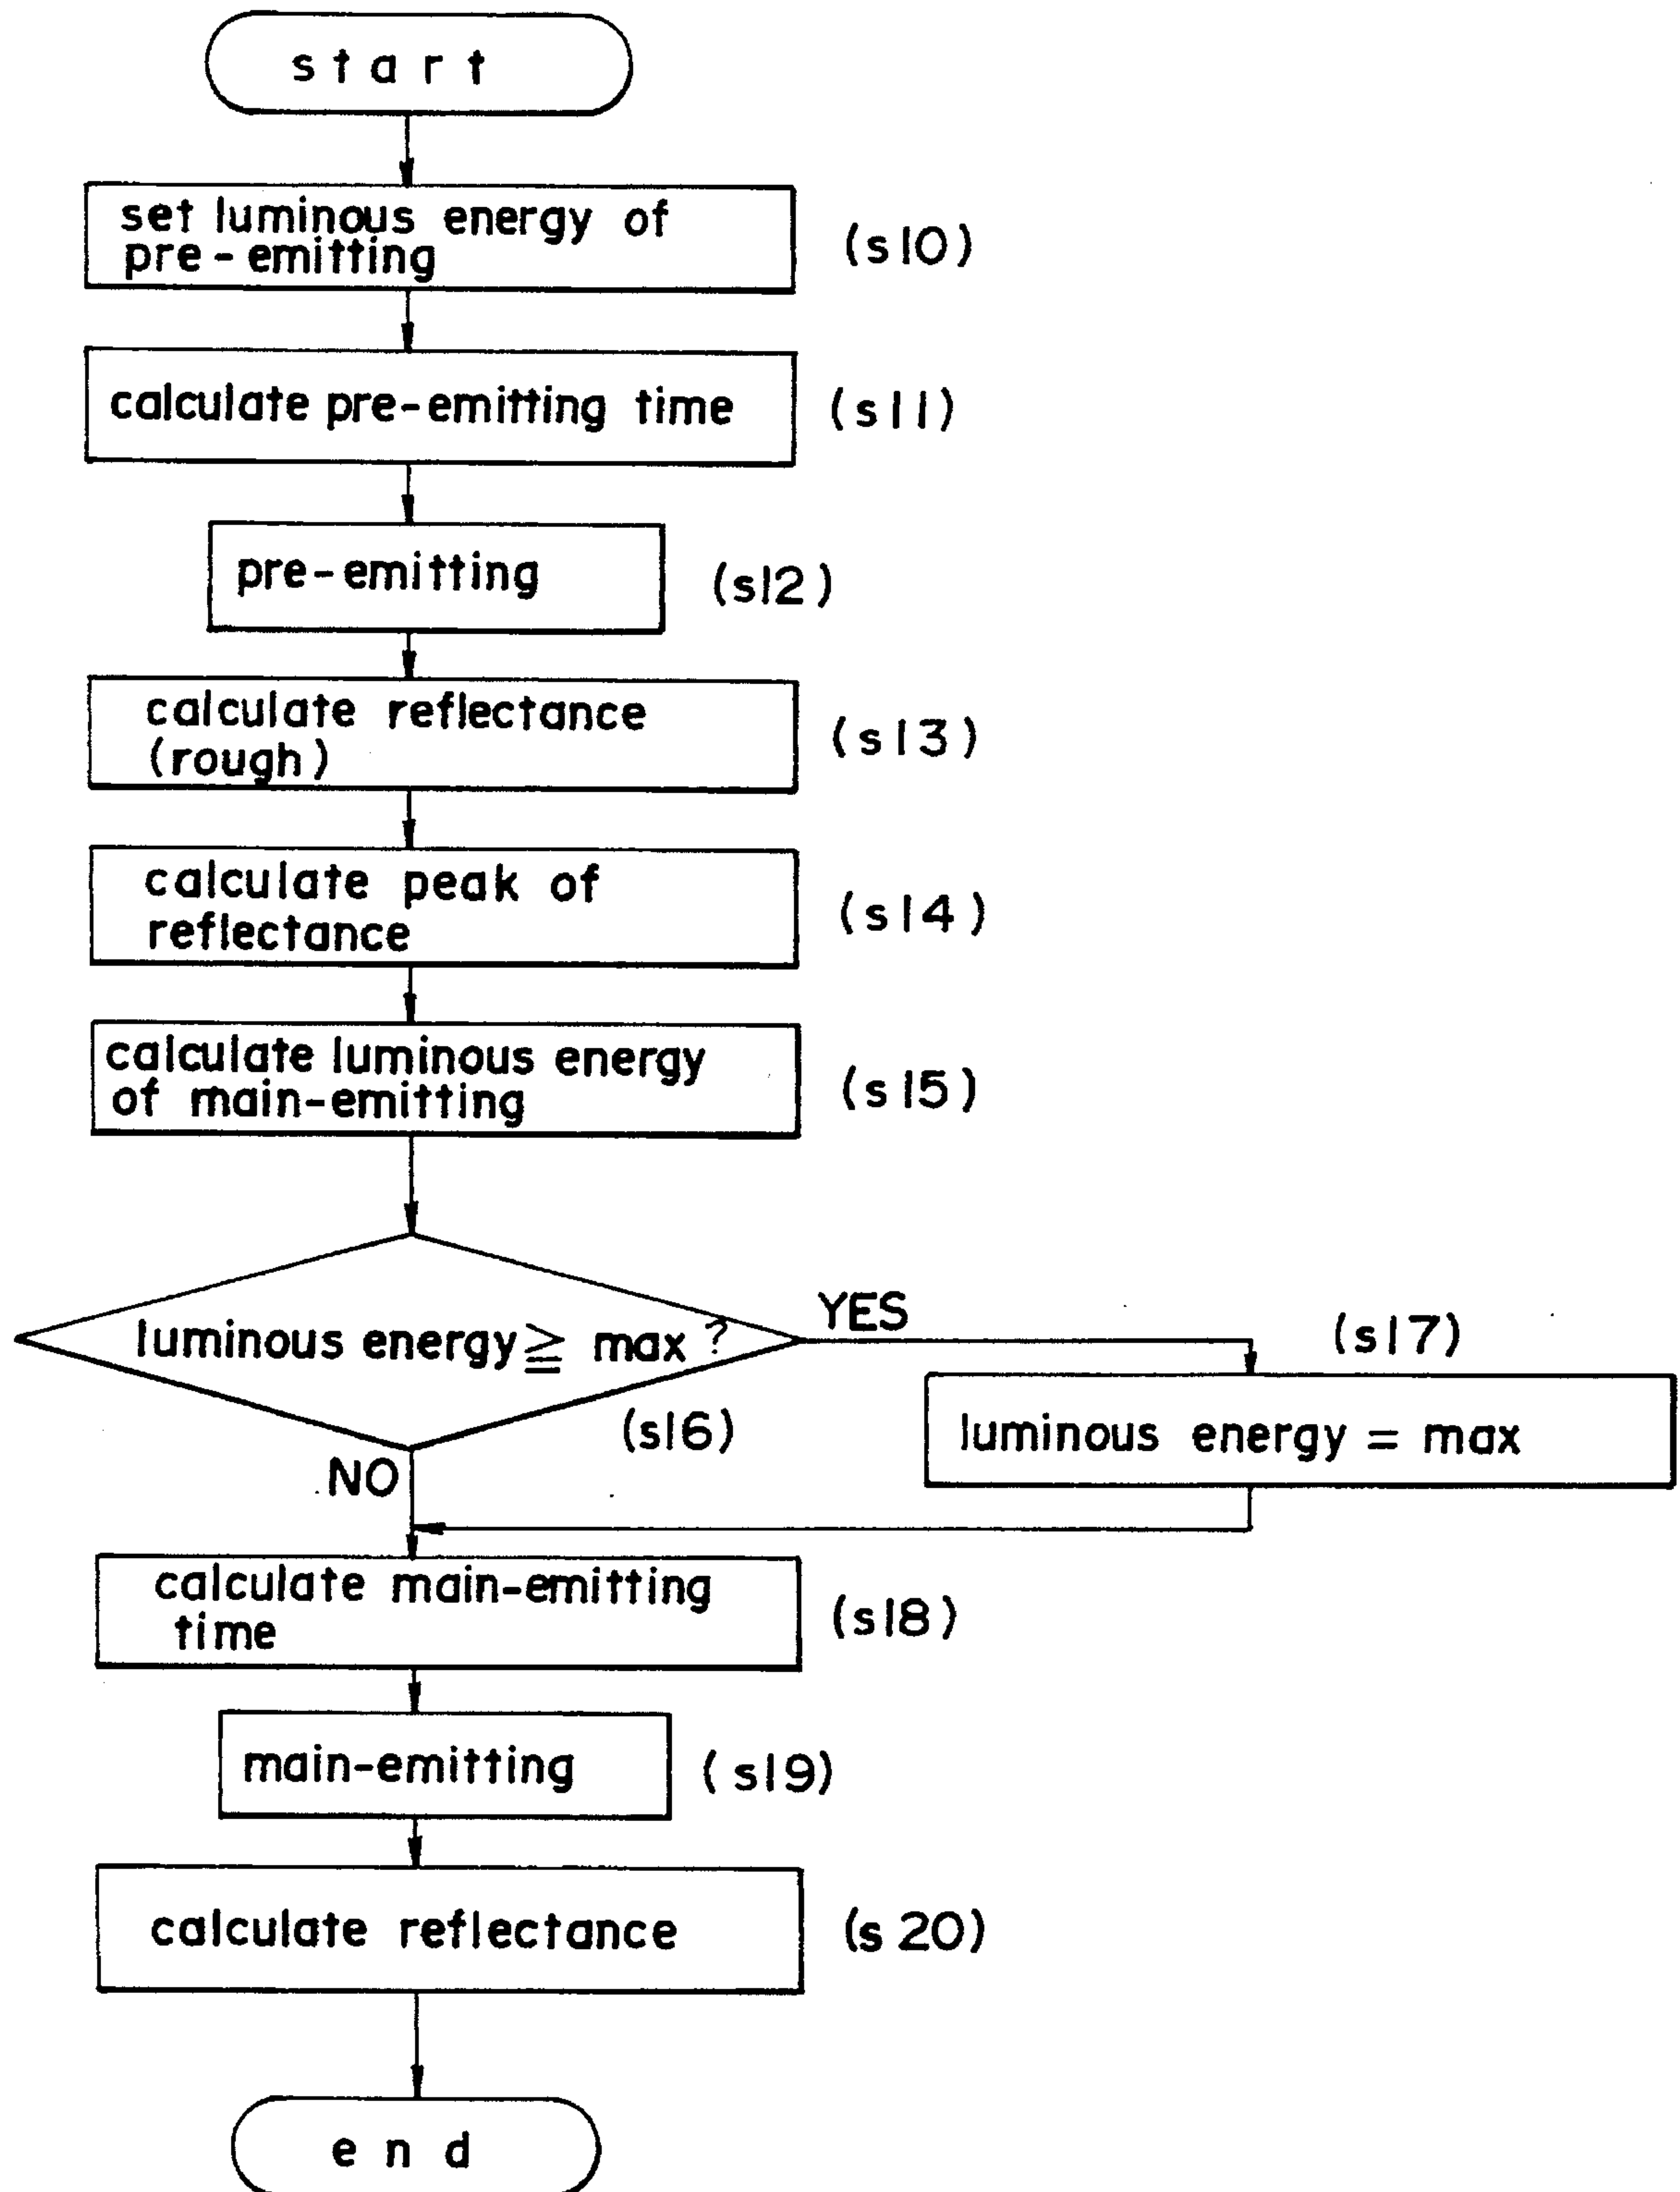 start
set luminous energy of
pre-emitting
(s10)
calculate pre-emitting time
(s11)
pre-emitting
(s12)
calculate reflectance
(rough)
(s13)
calculate peak of
reflectance
(s14)
calculate luminous energy
of main-emitting
(s15)
luminous energy ≧ max ?
YES
(s16)
NO
(s17)
luminous energy = max
calculate main-emitting
time
(s18)
main-emitting
(s19)
calculate reflectance
(s20)
end